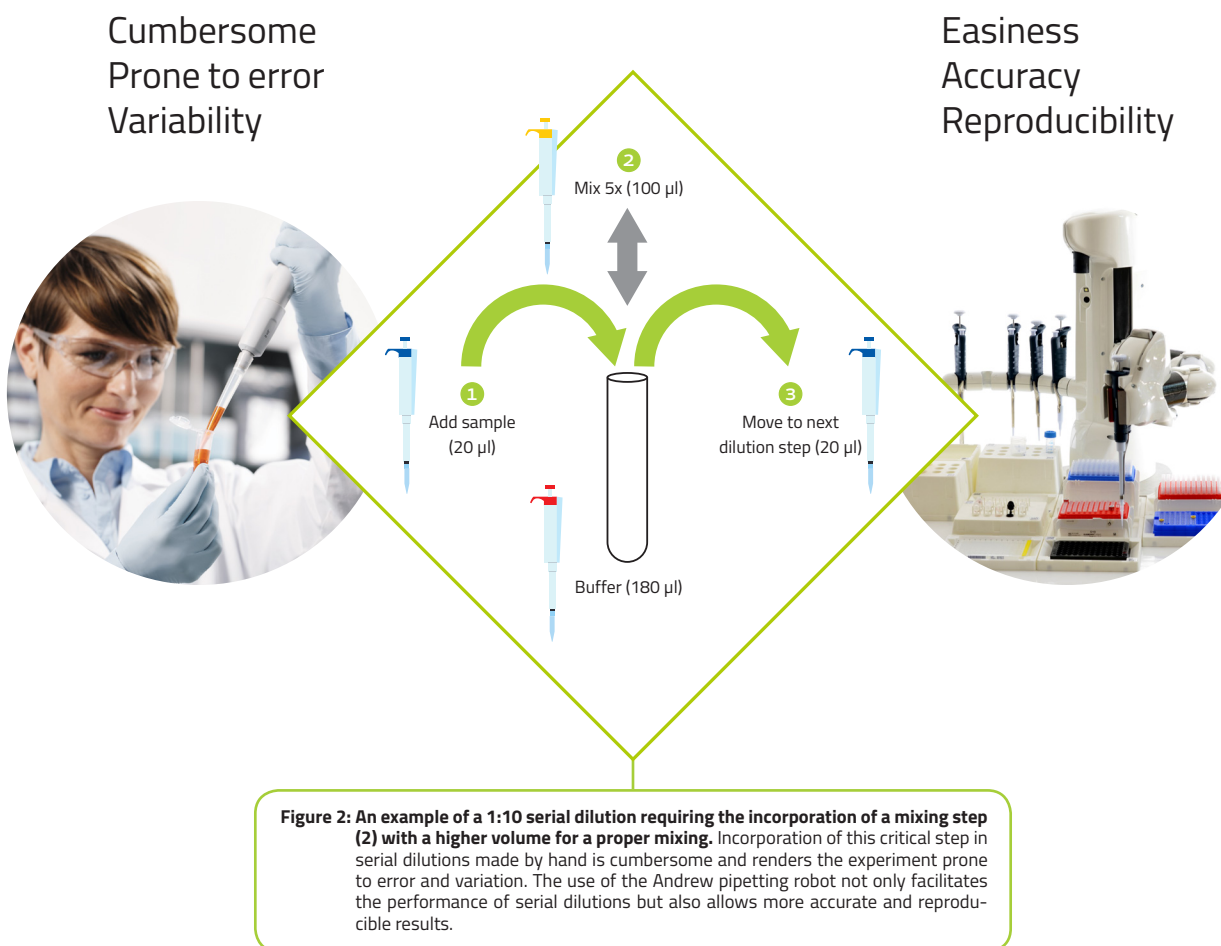 Cumbersome
Prone to error
Variability
Easiness
Accuracy
Reproducibility
2
Mix 5x (100 µl)
1
Add sample
(20 µl)
3
Move to next
dilution step (20 µl)
Buffer (180 µl)
Figure 2: An example of a 1:10 serial dilution requiring the incorporation of a mixing step
(2) with a higher volume for a proper mixing. Incorporation of this critical step in
serial dilutions made by hand is cumbersome and renders the experiment prone
to error and variation. The use of the Andrew pipetting robot not only facilitates
the performance of serial dilutions but also allows more accurate and reprodu-
cible results.